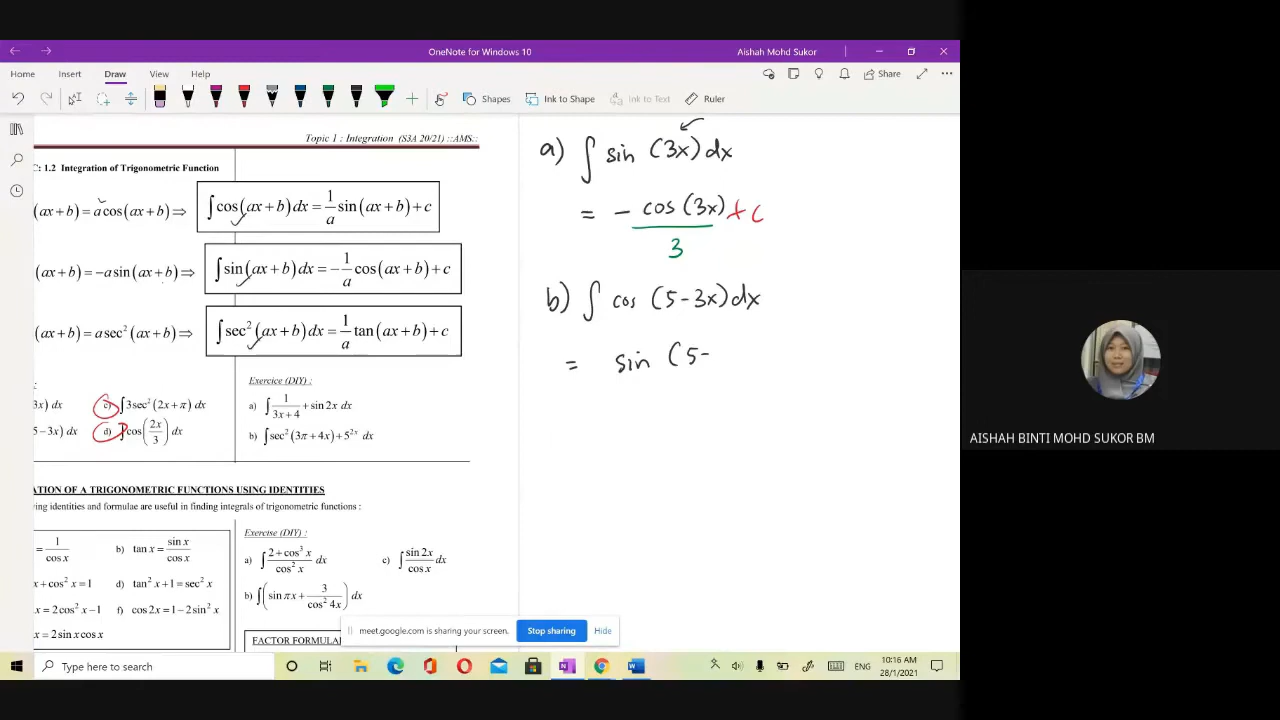 OneNote for Windows 10
Aishah Mohd Sukor
Home Insert Draw View Help
Share
Shapes Ink to Shape Ink to Text Ruler
Topic 1 : Integration (S3A 20/21) ::AMS::
C: 1.2 Integration of Trigonometric Function
(ax+b) = a cos(ax+b) ⇒ ∫cos(ax+b)dx = 1/a sin(ax+b)+c
(ax+b) = −a sin(ax+b) ⇒ ∫sin(ax+b)dx = −1/a cos(ax+b)+c
(ax+b) = a sec²(ax+b) ⇒ ∫sec²(ax+b)dx = 1/a tan(ax+b)+c
:
3x) dx c) ∫3sec²(2x+π) dx
5−3x) dx d) ∫cos(2x/3) dx
Exercice (DIY) :
a) ∫ 1/(3x+4) + sin 2x dx
b) ∫sec²(3π+4x)+5²ˣ dx
ATION OF A TRIGONOMETRIC FUNCTIONS USING IDENTITIES
ving identities and formulae are useful in finding integrals of trigonometric functions :
= 1/cos x b) tan x = sin x/cos x
x + cos² x = 1 d) tan² x + 1 = sec² x
x = 2cos² x − 1 f) cos 2x = 1 − 2sin² x
x = 2 sin x cos x
Exercise (DIY) :
a) ∫ (2+cos³ x)/cos² x dx c) ∫ sin 2x/cos x dx
b) ∫(sin πx + 3/cos² 4x) dx
FACTOR FORMULA
a) ∫ sin (3x) dx
= − cos (3x)/3 + c
b) ∫ cos (5−3x) dx
= sin (5-
AISHAH BINTI MOHD SUKOR BM
meet.google.com is sharing your screen. Stop sharing Hide
Type here to search
ENG
10:16 AM
28/1/2021